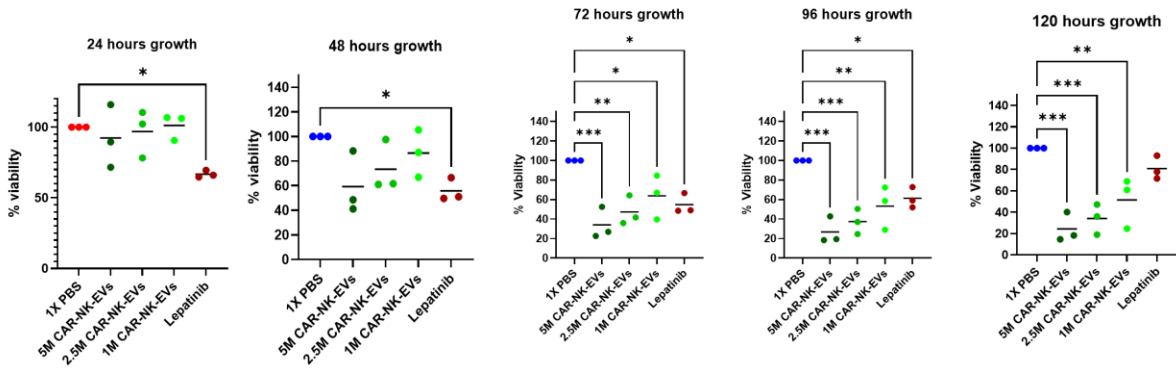 24 hours growth
*
100
50
0
% viability
1X PBS
5M CAR-NK-EVs
2.5M CAR-NK-EVs
1M CAR-NK-EVs
Lepatinib
48 hours growth
*
140
120
100
80
60
40
20
0
% viability
1X PBS
5M CAR-NK-EVs
2.5M CAR-NK-EVs
1M CAR-NK-EVs
Lepatinib
72 hours growth
*
*
**
***
140
120
100
80
60
40
20
0
% Viability
1X PBS
5M CAR-NK-EVs
2.5M CAR-NK-EVs
1M CAR-NK-EVs
Lepatinib
96 hours growth
*
**
***
***
140
120
100
80
60
40
20
0
% Viability
1X PBS
5M CAR-NK-EVs
2.5M CAR-NK-EVs
1M CAR-NK-EVs
Lepatinib
120 hours growth
**
***
***
140
120
100
80
60
40
20
0
% Viability
1X PBS
5M CAR-NK-EVs
2.5M CAR-NK-EVs
1M CAR-NK-EVs
Lepatinib